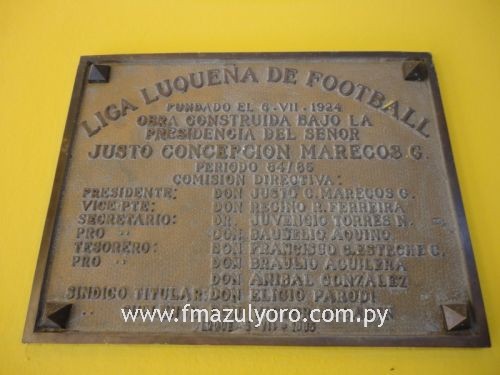 LIGA LUQUEÑA DE FOOTBALL
FUNDADO EL 6-VII-1924
OBRA CONSTRUIDA BAJO LA
PRESIDENCIA DEL SEÑOR
JUSTO CONCEPCION MARECOS G.
PERIODO 84/86
COMISION DIRECTIVA:
PRESIDENTE: DON JUSTO C. MARECOS G.
VICE-PTE: DON REGINO R. FERREIRA
SECRETARIO: DR. JUVENCIO TORRES N.
PRO " DON BAUSELIO AQUINO
TESORERO: DON FRANCISCO C. ESTECHE C.
PRO " DON BRAULIO AGUILERA
DON ANIBAL GONZALEZ
SINDICO TITULAR: DON ELIGIO PARODI
www.fmazulyoro.com.py